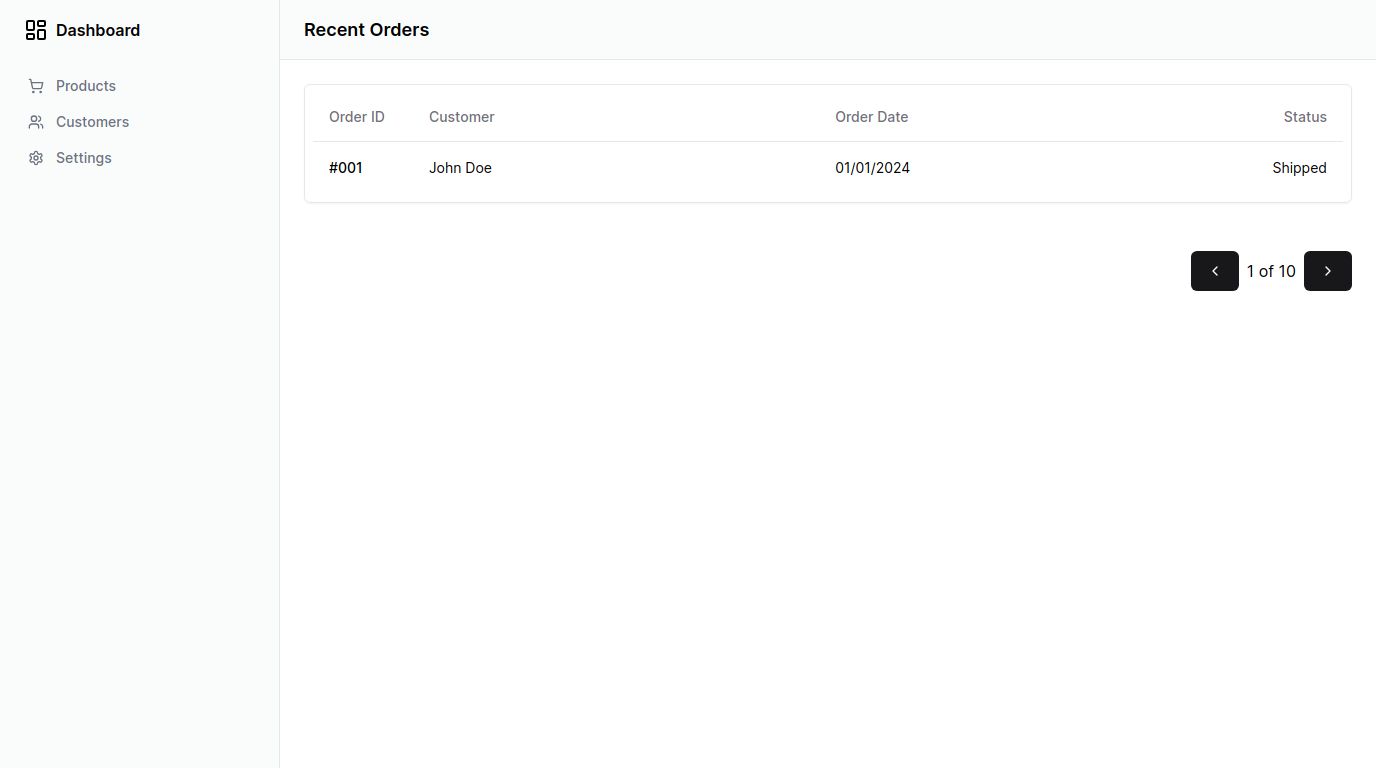 Dashboard
Products
Customers
Settings
Recent Orders
Order ID Customer Order Date Status
#001 John Doe 01/01/2024 Shipped
1 of 10